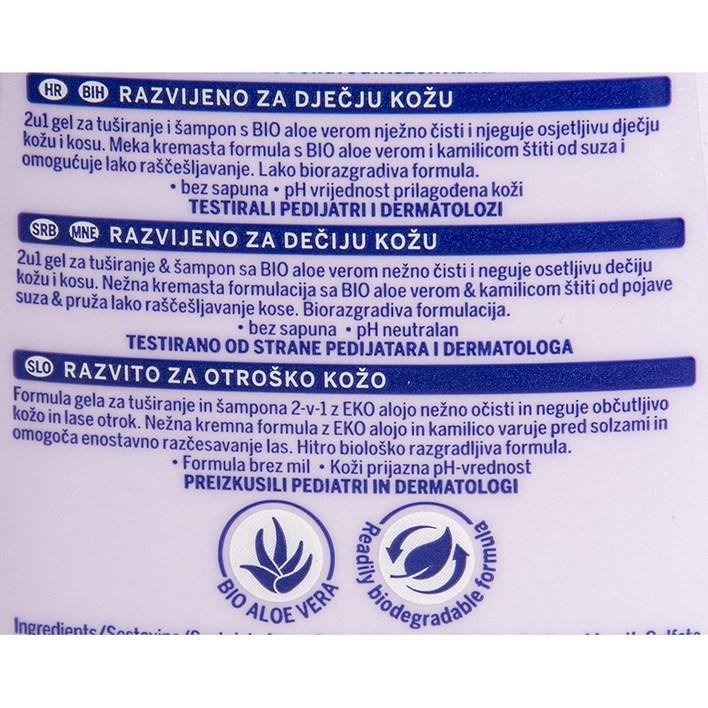 HR BIH RAZVIJENO ZA DJEČJU KOŽU
2u1 gel za tuširanje i šampon s BIO aloe verom nježno čisti i njeguje osjetljivu dječju
kožu i kosu. Meka kremasta formula s BIO aloe verom i kamilicom štiti od suza i
omogućuje lako raščešljavanje. Lako biorazgradiva formula.
• bez sapuna • pH vrijednost prilagođena koži
TESTIRALI PEDIJATRI I DERMATOLOZI
SRB MNE RAZVIJENO ZA DEČIJU KOŽU
2u1 gel za tuširanje & šampon sa BIO aloe verom nežno čisti i neguje osetljivu dečiju
kožu i kosu. Nežna kremasta formulacija sa BIO aloe verom & kamilicom štiti od pojave
suza & pruža lako raščešljavanje kose. Biorazgradiva formulacija.
• bez sapuna • pH neutralan
TESTIRANO OD STRANE PEDIJATARA I DERMATOLOGA
SLO RAZVITO ZA OTROŠKO KOŽO
Formula gela za tuširanje in šampona 2-v-1 z EKO alojo nežno očisti in neguje občutljivo
kožo in lase otrok. Nežna kremna formula z EKO alojo in kamilico varuje pred solzami in
omogoča enostavno razčesavanje las. Hitro biološko razgradljiva formula.
• Formula brez mil • Koži prijazna pH-vrednost
PREIZKUSILI PEDIATRI IN DERMATOLOGI
BIO ALOE VERA
Readily biodegradable formula
Ingredients/Sestavine